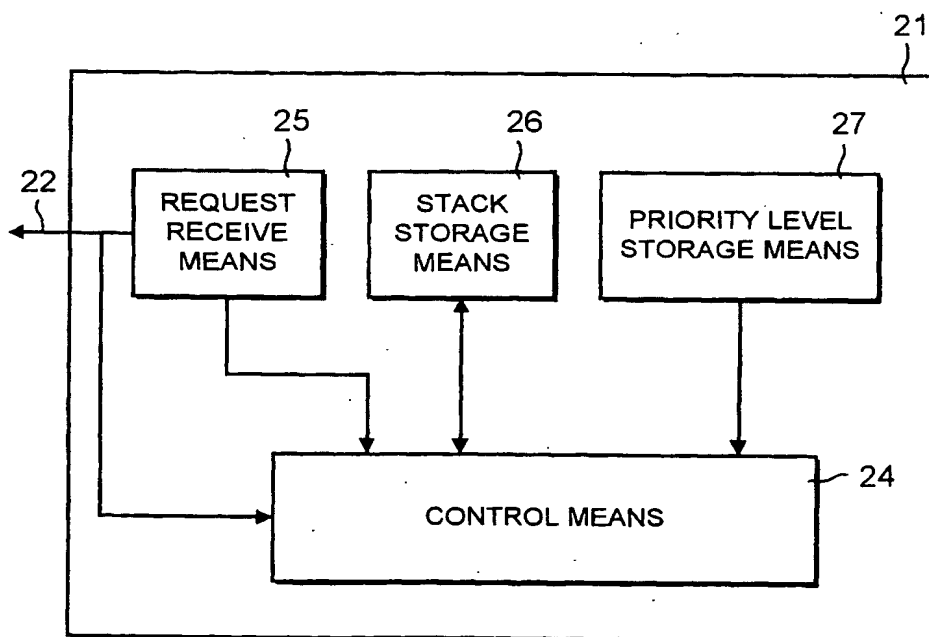 21
25
26
27
22
REQUEST
RECEIVE
MEANS
STACK
STORAGE
MEANS
PRIORITY LEVEL
STORAGE MEANS
24
CONTROL MEANS